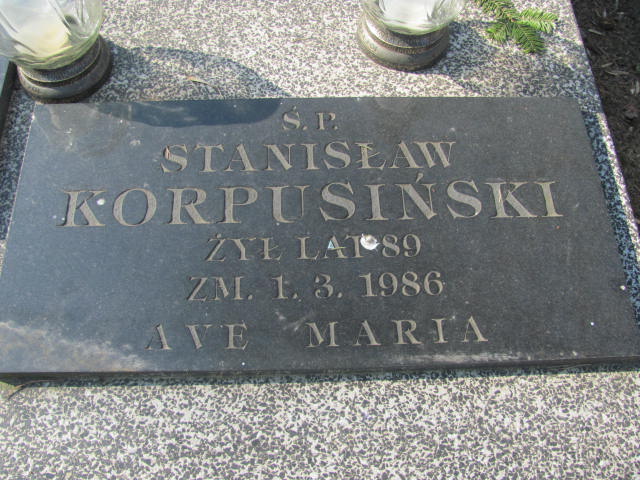 Ś.P.
STANISŁAW
KORPUSIŃSKI
ŻYŁ LAT 89
ZM. 1. 3. 1986
AVE MARIA